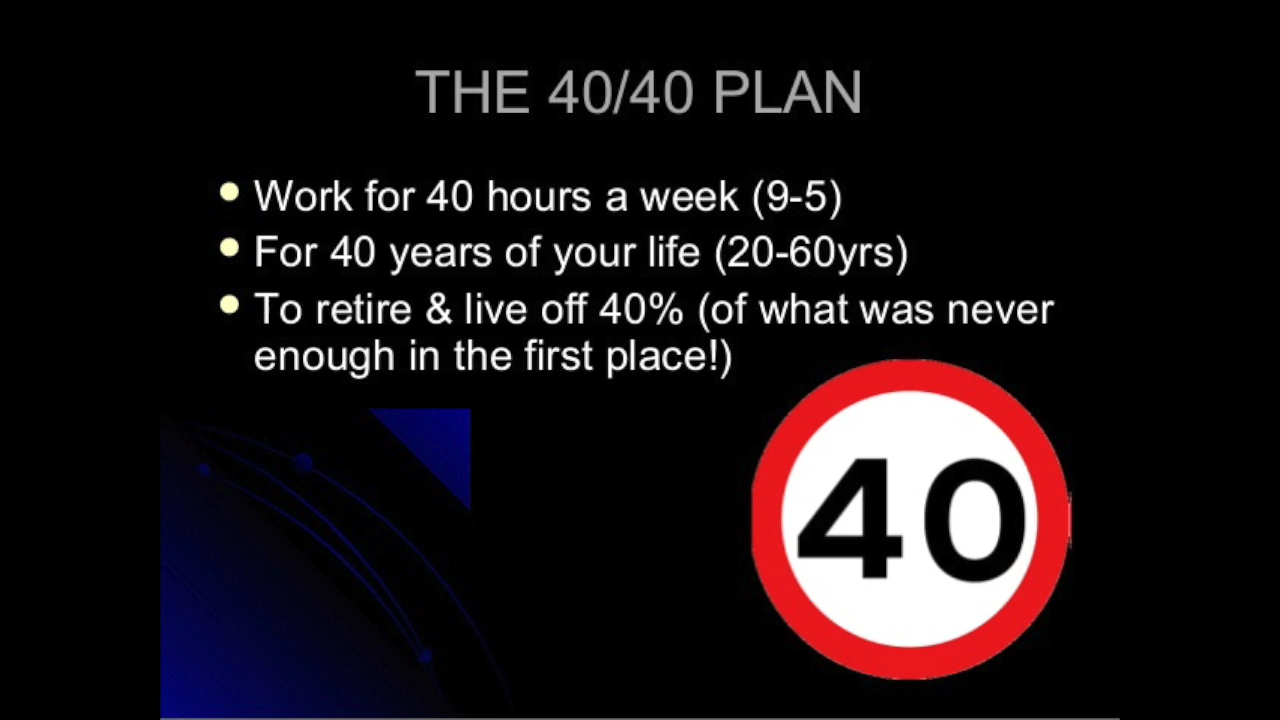 THE 40/40 PLAN
Work for 40 hours a week (9-5)
For 40 years of your life (20-60yrs)
To retire & live off 40% (of what was never
enough in the first place!)
40